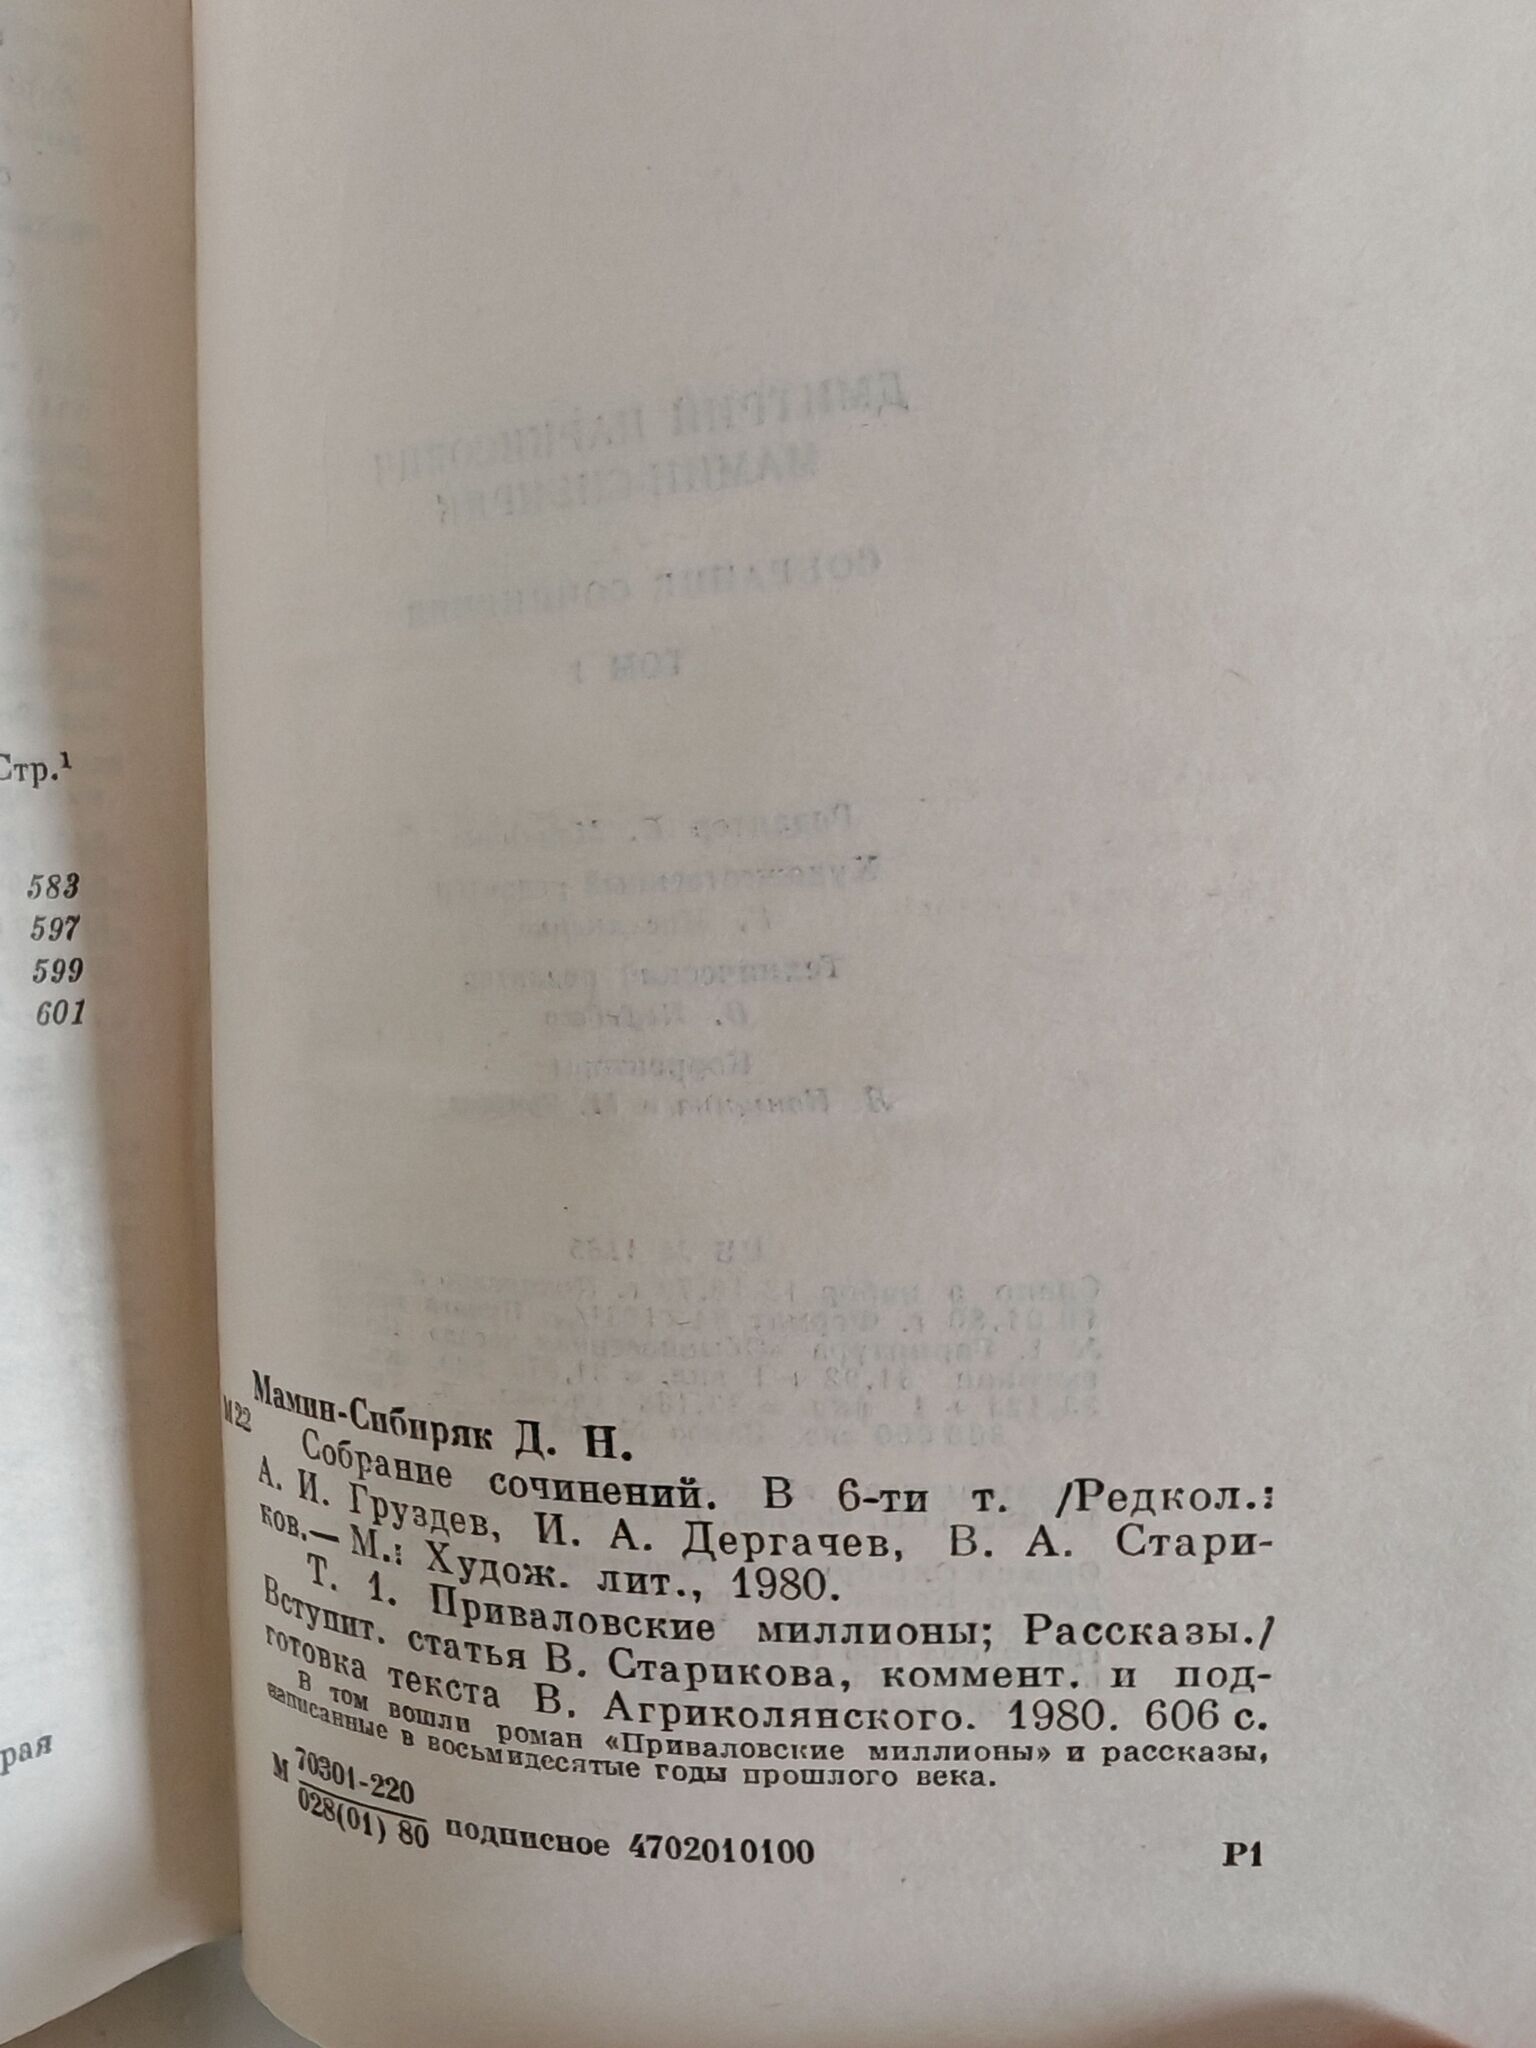 Стр.¹
583
597
599
601
рая
Мамин-Сибиряк Д. Н.
М22
Собрание сочинений. В 6-ти т. /Редкол.:
А. И. Груздев, И. А. Дергачев, В. А. Стари-
ков.— М.: Худож. лит., 1980.
Т. 1. Приваловские миллионы; Рассказы./
Вступит. статья В. Старикова, коммент. и под-
готовка текста В. Агриколянского. 1980. 606 с.
В том вошли роман «Приваловские миллионы» и рассказы,
написанные в восьмидесятые годы прошлого века.
М 70301-220
028(01) 80 подписное 4702010100
Р1